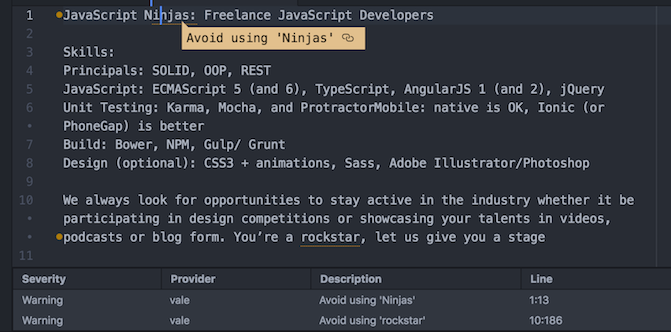 1 JavaScript Ninjas: Freelance JavaScript Developers
2 Avoid using 'Ninjas'
3 Skills:
4 Principals: SOLID, OOP, REST
5 JavaScript: ECMAScript 5 (and 6), TypeScript, AngularJS 1 (and 2), jQuery
6 Unit Testing: Karma, Mocha, and ProtractorMobile: native is OK, Ionic (or
• PhoneGap) is better
7 Build: Bower, NPM, Gulp/ Grunt
8 Design (optional): CSS3 + animations, Sass, Adobe Illustrator/Photoshop
9
10 We always look for opportunities to stay active in the industry whether it be
• participating in design competitions or showcasing your talents in videos,
• podcasts or blog form. You’re a rockstar, let us give you a stage
11
Severity Provider Description Line
Warning vale Avoid using 'Ninjas' 1:13
Warning vale Avoid using 'rockstar' 10:186